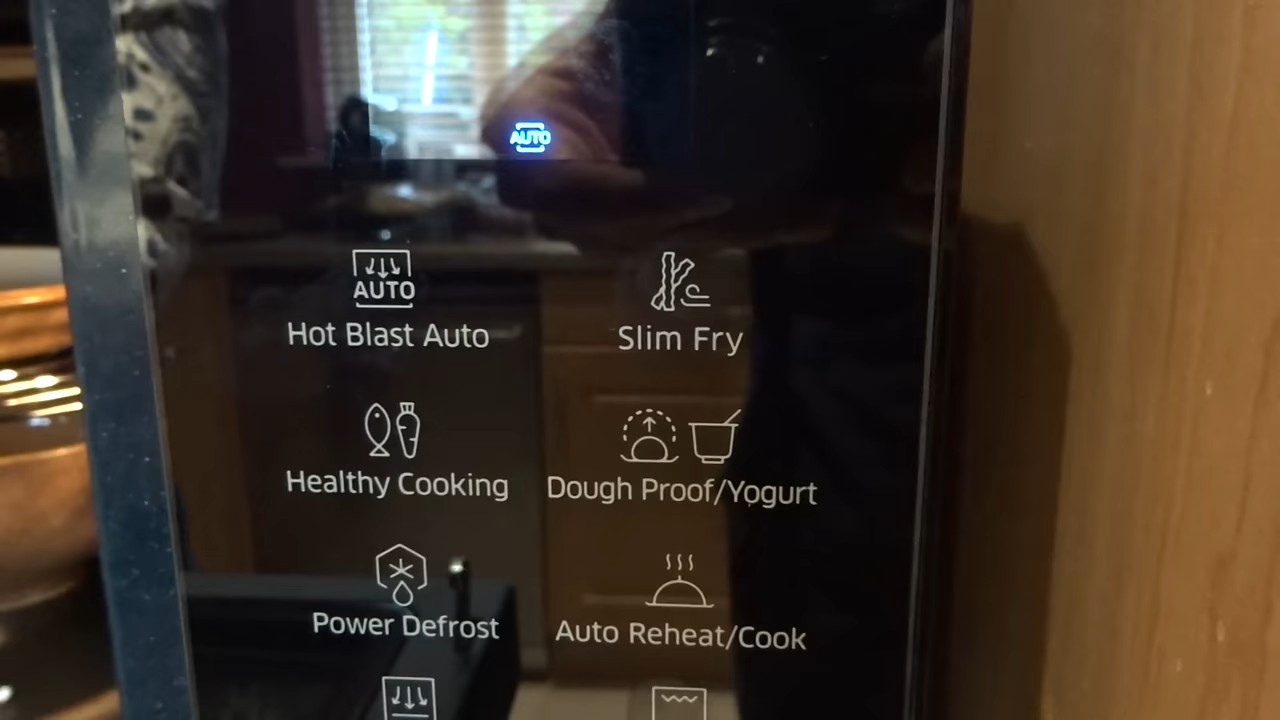 AUTO
AUTO
Hot Blast Auto
Slim Fry
Healthy Cooking
Dough Proof/Yogurt
Power Defrost
Auto Reheat/Cook